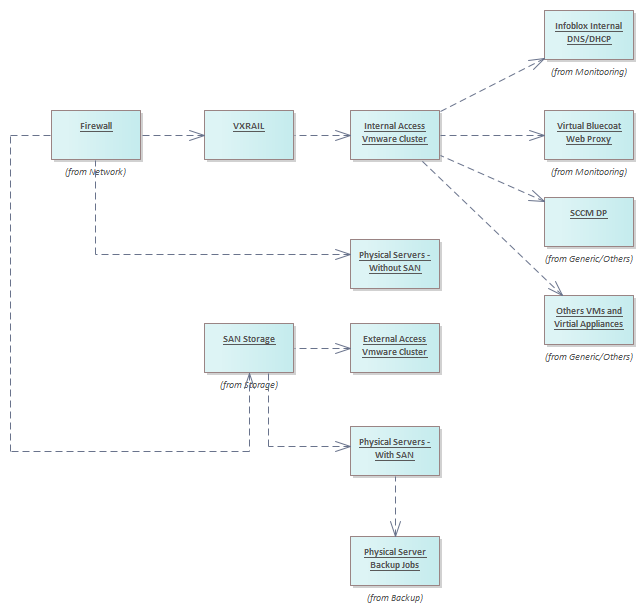 Infoblox Internal
DNS/DHCP
(from Monitooring)
Firewall
(from Network)
VXRAIL
Internal Access
Vmware Cluster
Virtual Bluecoat
Web Proxy
(from Monitooring)
SCCM DP
(from Generic/Others)
Physical Servers -
Without SAN
Others VMs and
Virtial Appliances
(from Generic/Others)
SAN Storage
(from Storage)
External Access
Vmware Cluster
Physical Servers -
With SAN
Physical Server
Backup Jobs
(from Backup)